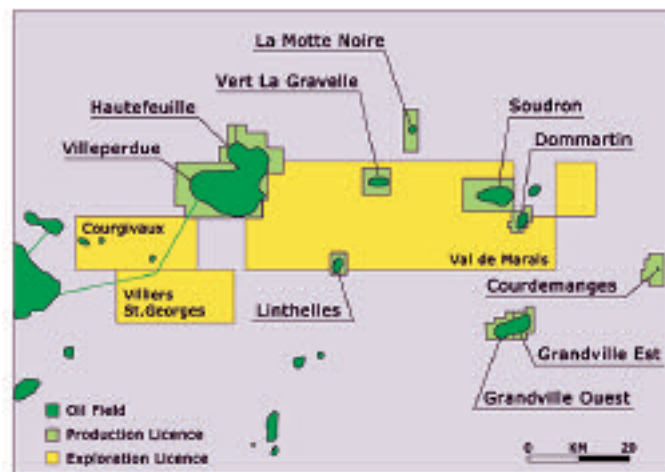 La Motte Noire
Vert La Gravelle
Hautefeuille
Soudron
Villeperdue
Dommartin
Courgivaux
Val de Marais
Villiers
St.Georges
Linthelles
Courdemanges
Grandville Est
Grandville Ouest
Oil Field
Production Licence
Exploration Licence
0 KM 20